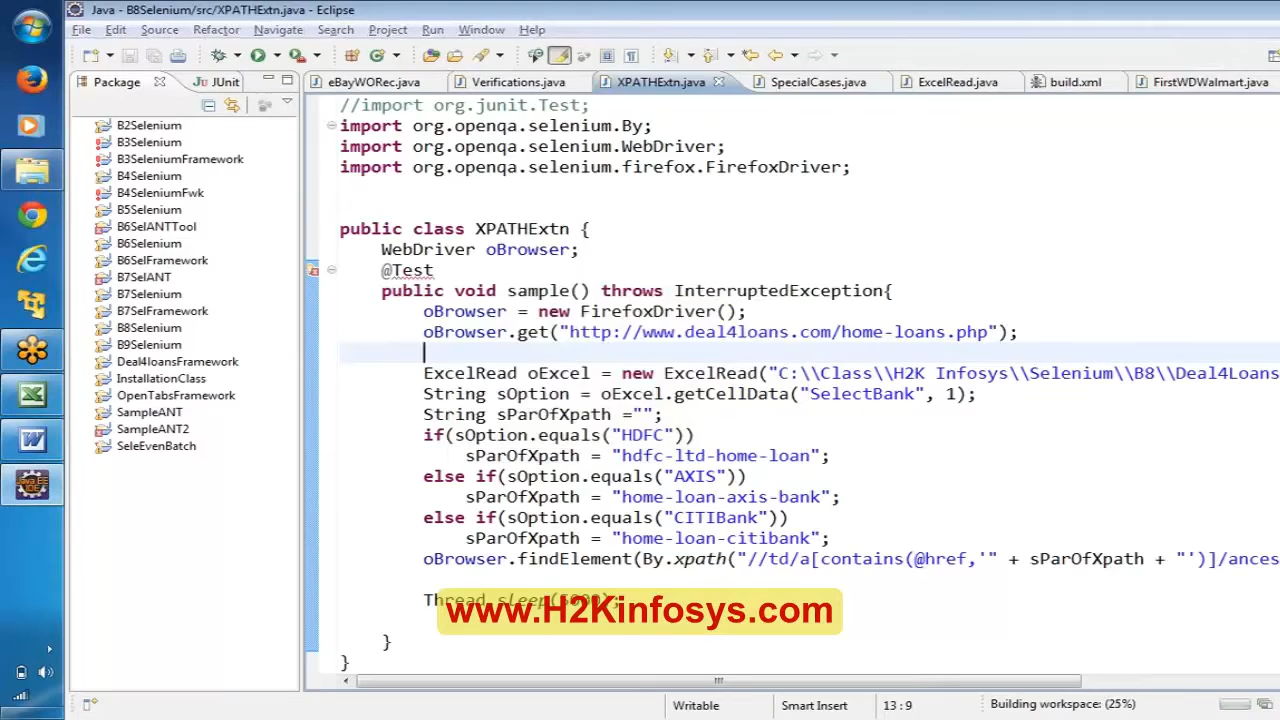 Java - B8Selenium/src/XPATHExtn.java - Eclipse
File Edit Source Refactor Navigate Search Project Run Window Help
Package JUnit
eBayWORec.java Verifications.java XPATHExtn.java SpecialCases.java ExcelRead.java build.xml FirstWDWalmart.java
B2Selenium
B3Selenium
B3SeleniumFramework
B4Selenium
B4SeleniumFwk
B5Selenium
B6SelANTTool
B6Selenium
B6SelFramework
B7SelANT
B7Selenium
B7SelFramework
B8Selenium
B9Selenium
Deal4loansFramework
InstallationClass
OpenTabsFramework
SampleANT
SampleANT2
SeleEvenBatch
//import org.junit.Test;
import org.openqa.selenium.By;
import org.openqa.selenium.WebDriver;
import org.openqa.selenium.firefox.FirefoxDriver;
public class XPATHExtn {
WebDriver oBrowser;
@Test
public void sample() throws InterruptedException{
oBrowser = new FirefoxDriver();
oBrowser.get("http://www.deal4loans.com/home-loans.php");
ExcelRead oExcel = new ExcelRead("C:\\Class\\H2K Infosys\\Selenium\\B8\\Deal4Loans
String sOption = oExcel.getCellData("SelectBank", 1);
String sParOfXpath ="";
if(sOption.equals("HDFC"))
sParOfXpath = "hdfc-ltd-home-loan";
else if(sOption.equals("AXIS"))
sParOfXpath = "home-loan-axis-bank";
else if(sOption.equals("CITIBank"))
sParOfXpath = "home-loan-citibank";
oBrowser.findElement(By.xpath("//td/a[contains(@href,'" + sParOfXpath + "')]/ances
Thread.sleep(5000);
www.H2Kinfosys.com
}
}
Writable Smart Insert 13 : 9 Building workspace: (25%)